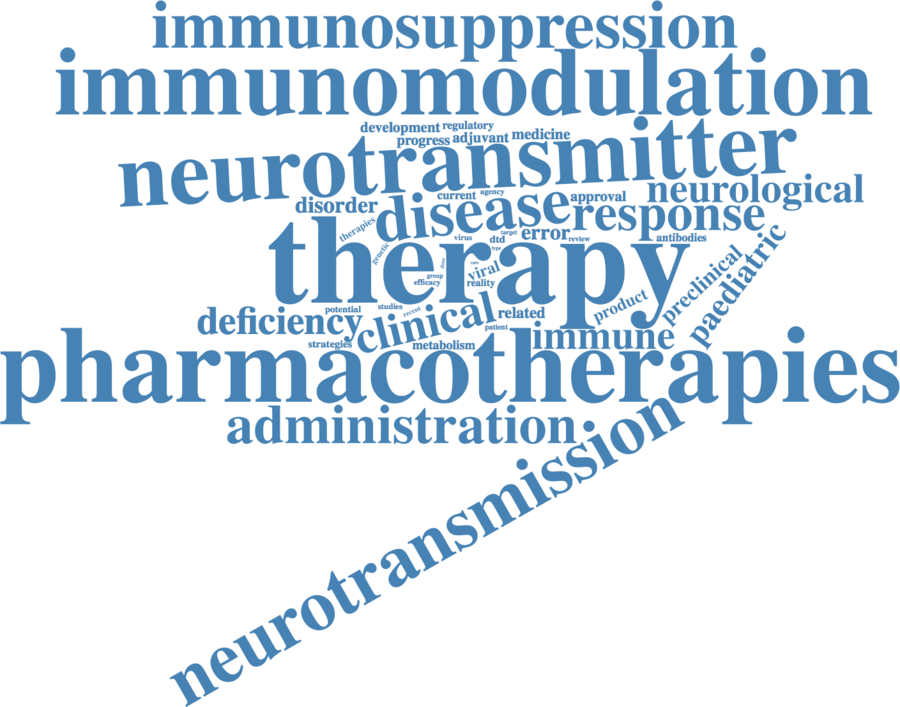 immunosuppression
immunomodulation
development regulatory
progress adjuvant medicine
neurotransmitter
neurological
current agency approval
disorder disease response
therapies virus target dtd error review antibodies
genetic type
therapy
group viral
efficacy reality
paediatric
preclinical
product
potential studies recent
deficiency clinical related
patient
strategies metabolism immune
pharmacotherapies
administration
neurotransmission